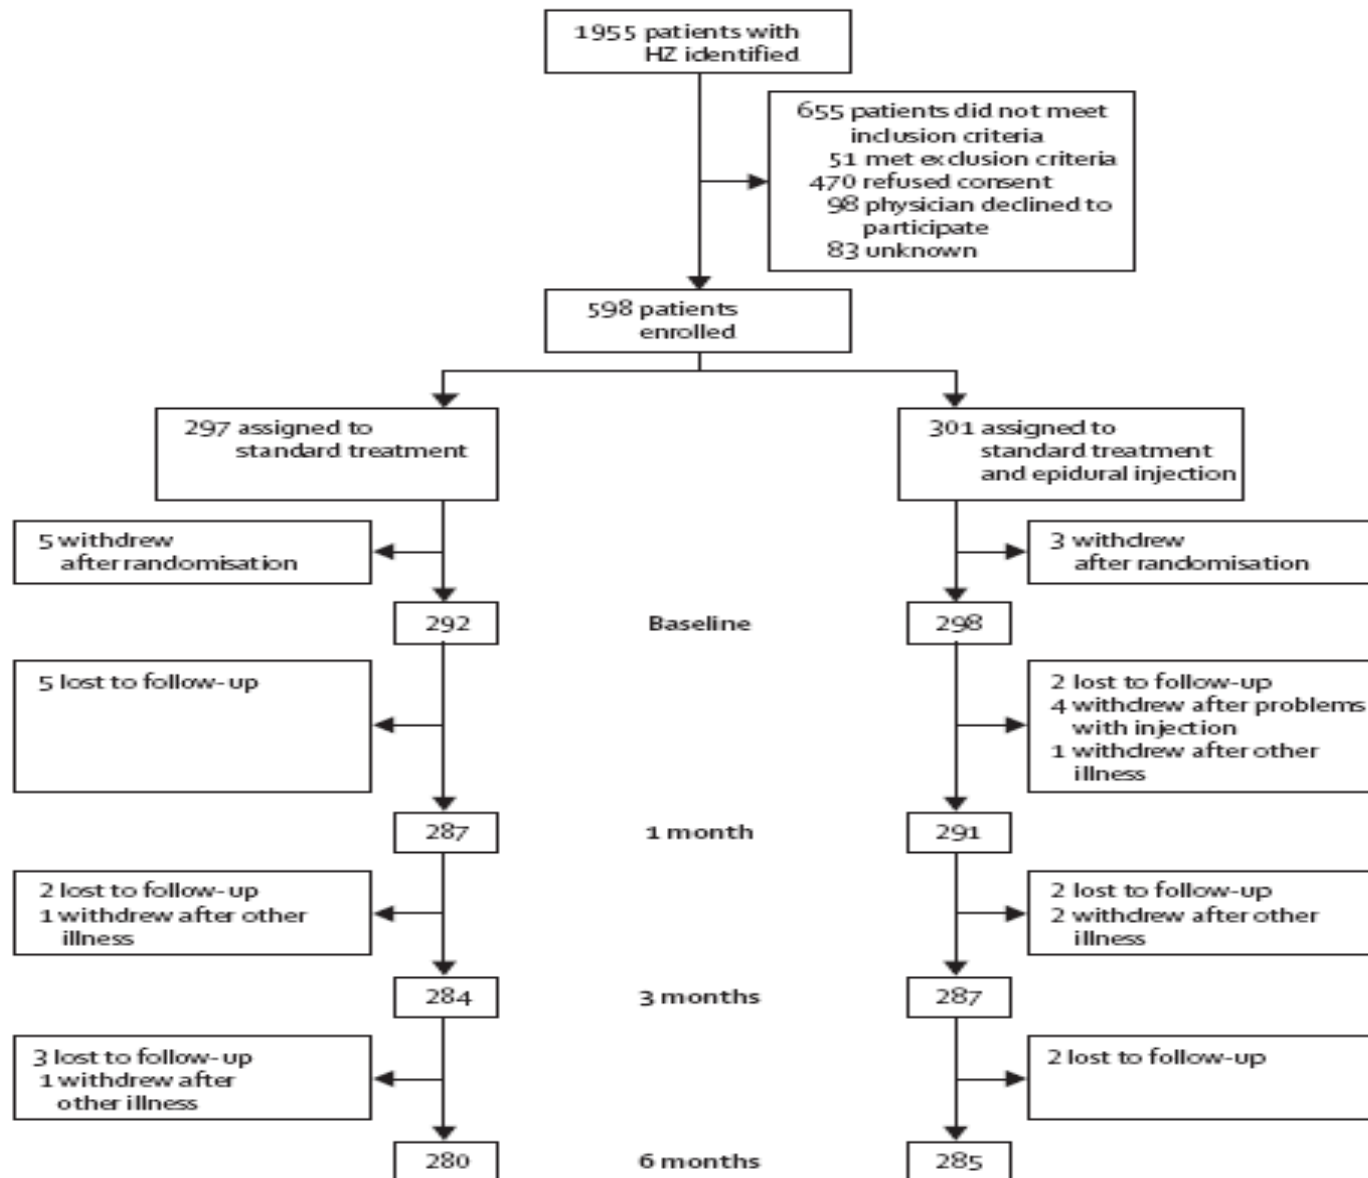 1955 patients with
HZ identified
655 patients did not meet
inclusion criteria
51 met exclusion criteria
470 refused consent
98 physician declined to
participate
83 unknown
598 patients
enrolled
297 assigned to
standard treatment
301 assigned to
standard treatment
and epidural injection
5 withdrew
after randomisation
3 withdrew
after randomisation
292
Baseline
298
5 lost to follow-up
2 lost to follow-up
4 withdrew after problems
with injection
1 withdrew after other
illness
287
1 month
291
2 lost to follow-up
1 withdrew after other
illness
2 lost to follow-up
2 withdrew after other
illness
284
3 months
287
3 lost to follow-up
1 withdrew after
other illness
2 lost to follow-up
280
6 months
285